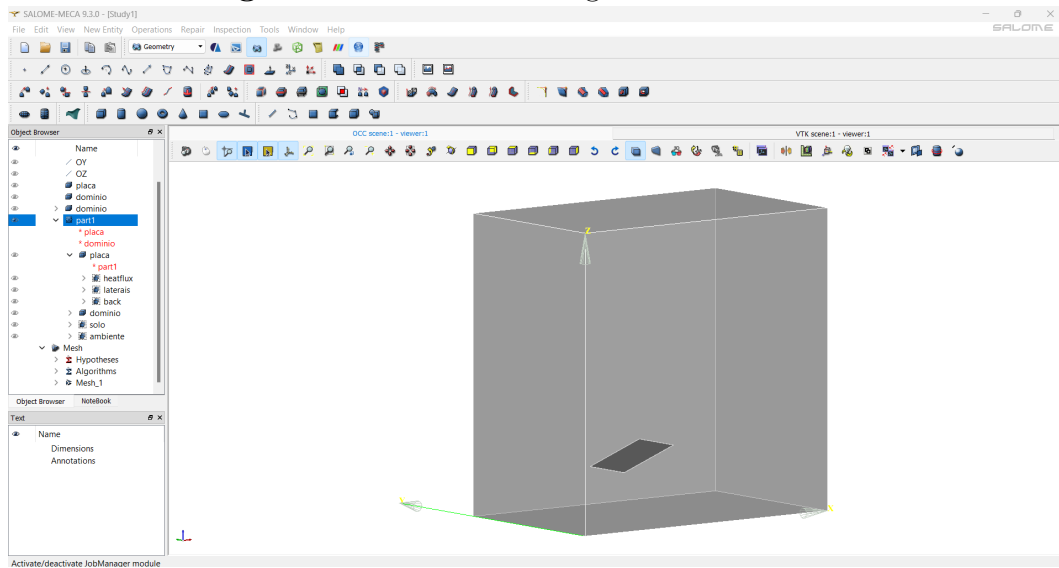 SALOME-MECA 9.3.0 - [Study1]
File Edit View New Entity Operations Repair Inspection Tools Window Help
SALOME
Geometry
Object Browser
OCC scene:1 - viewer:1
VTK scene:1 - viewer:1
Name
OY
OZ
placa
dominio
dominio
part1
* placa
* dominio
placa
* part1
heatflux
laterais
back
dominio
solo
ambiente
Mesh
Hypotheses
Algorithms
Mesh_1
Object Browser NoteBook
Text
Name
Dimensions
Annotations
Z
Activate/deactivate JobManager module